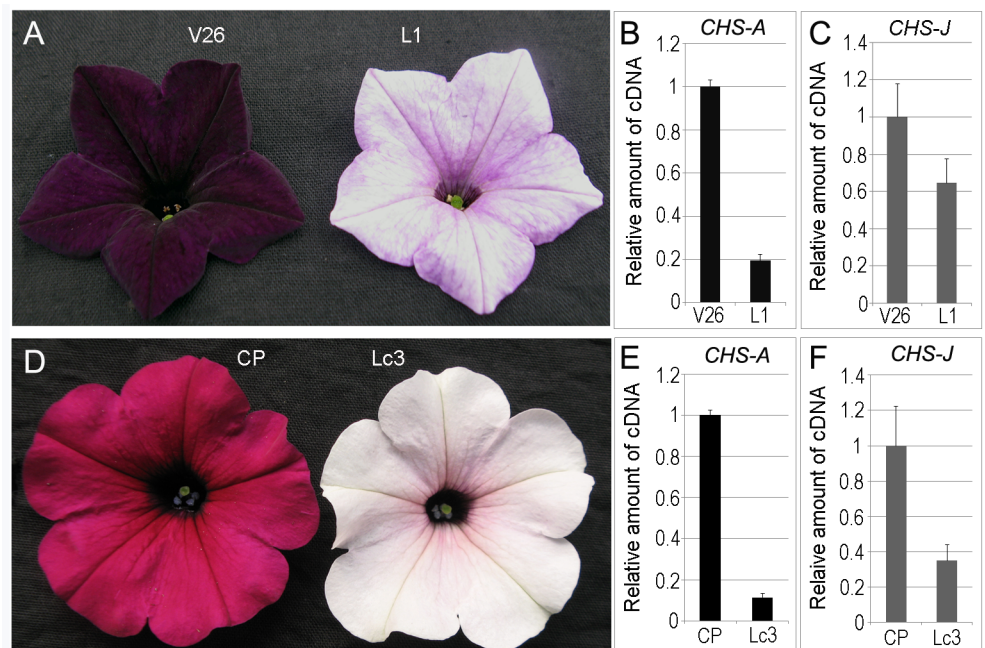 A
V26
L1
B
CHS-A
Relative amount of cDNA
1.2
1
0.8
0.6
0.4
0.2
0
V26
L1
C
CHS-J
Relative amount of cDNA
1.4
1.2
1
0.8
0.6
0.4
0.2
0
V26
L1
D
CP
Lc3
E
CHS-A
Relative amount of cDNA
1.2
1
0.8
0.6
0.4
0.2
0
CP
Lc3
F
CHS-J
Relaive amount of cDNA
1.4
1.2
1
0.8
0.6
0.4
0.2
0
CP
Lc3